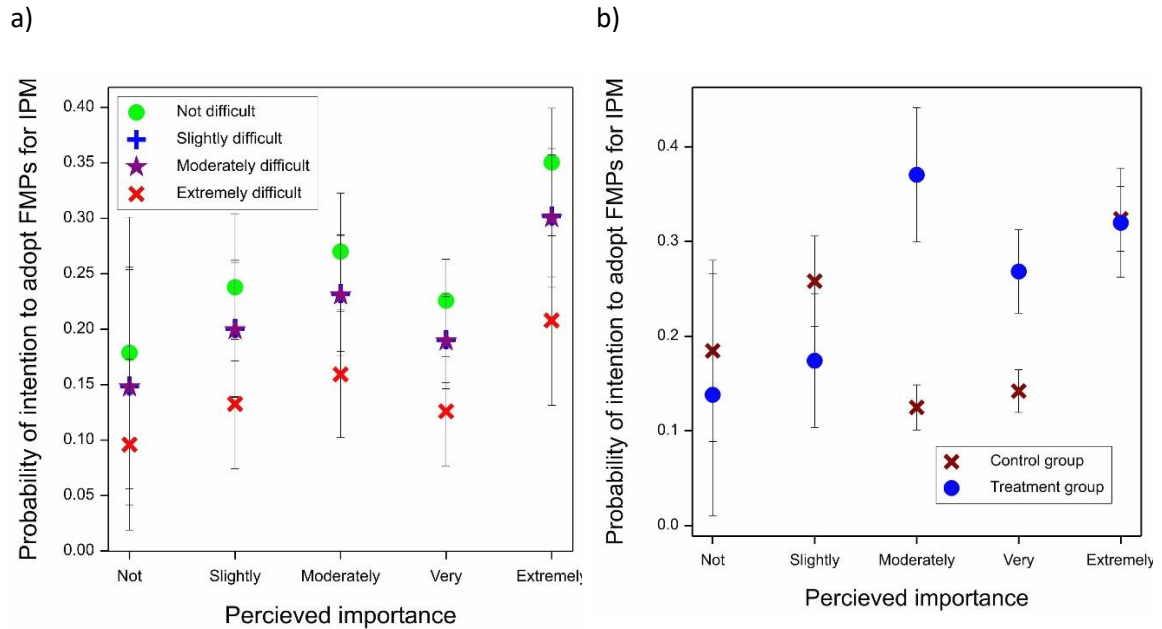 a)
b)
Probability of intention to adopt FMPs for IPM
0.40
0.35
0.30
0.25
0.20
0.15
0.10
0.05
0.00
Not difficult
Slightly difficult
Moderately difficult
Extremely difficult
Not Slightly Moderately Very Extremely
Percieved importance
Probability of intention to adopt FMPs for IPM
0.4
0.3
0.2
0.1
0.0
Control group
Treatment group
Not Slightly Moderately Very Extremely
Percieved importance